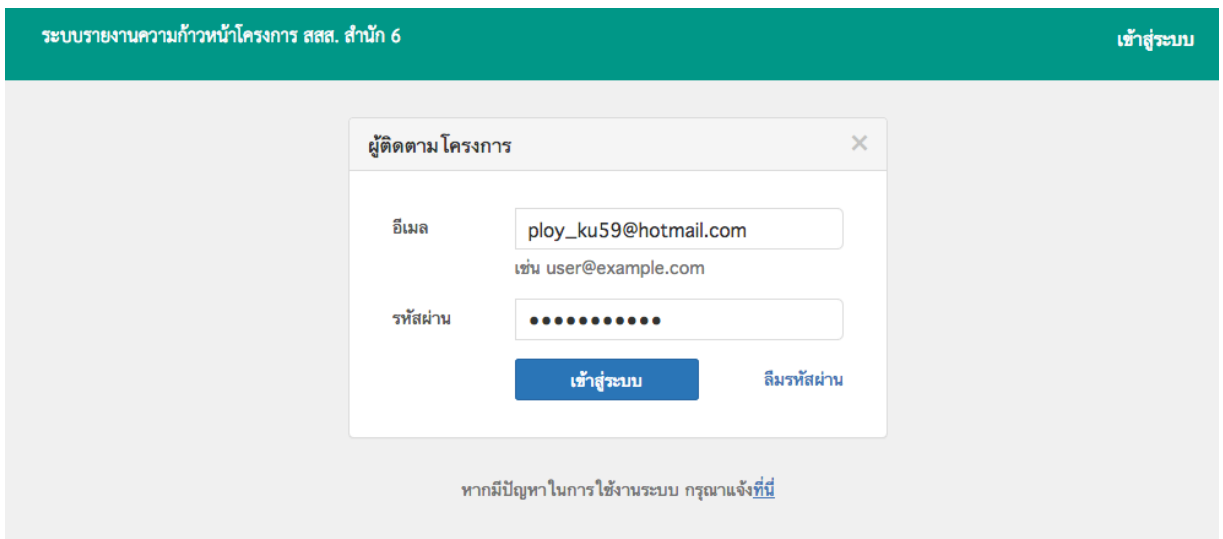 ระบบรายงานความก้าวหน้าโครงการ สสส. สำนัก 6
เข้าสู่ระบบ
ผู้ติดตามโครงการ
อีเมล
ploy_ku59@hotmail.com
เช่น user@example.com
รหัสผ่าน
เข้าสู่ระบบ
ลืมรหัสผ่าน
หากมีปัญหาในการใช้งานระบบ กรุณาแจ้งที่นี่